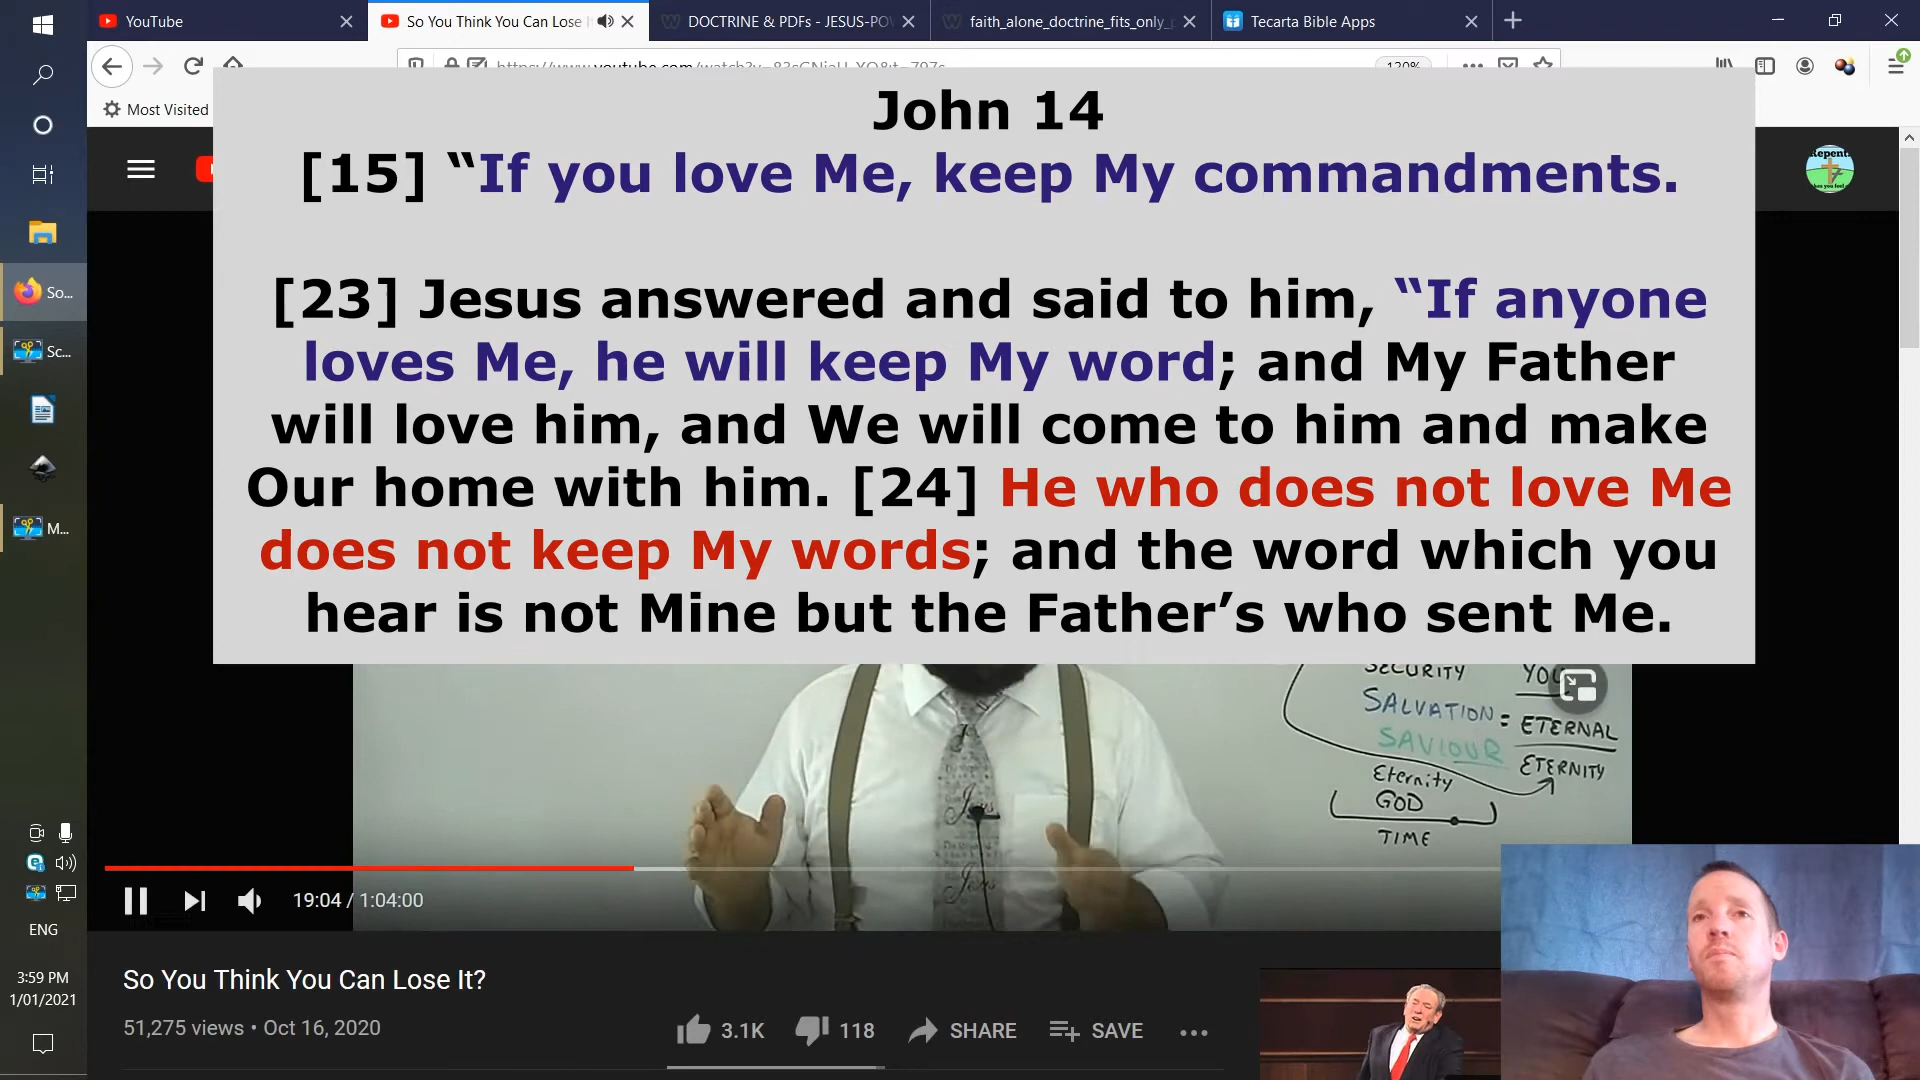 YouTube
So You Think You Can Lose
DOCTRINE & PDFs - JESUS-PO
faith_alone_doctrine_fits_only_
Tecarta Bible Apps
120%
Most Visited
John 14
[15] “If you love Me, keep My commandments.
[23] Jesus answered and said to him, “If anyone
loves Me, he will keep My word; and My Father
will love him, and We will come to him and make
Our home with him. [24] He who does not love Me
does not keep My words; and the word which you
hear is not Mine but the Father’s who sent Me.
So...
Sc...
M...
SECURITY YOU
SALVATION = ETERNAL
SAVIOUR ETERNITY
Eternity
GOD
TIME
Jesus
Jesus
19:04 / 1:04:00
ENG
3:59 PM
1/01/2021
So You Think You Can Lose It?
51,275 views • Oct 16, 2020
3.1K 118 SHARE SAVE